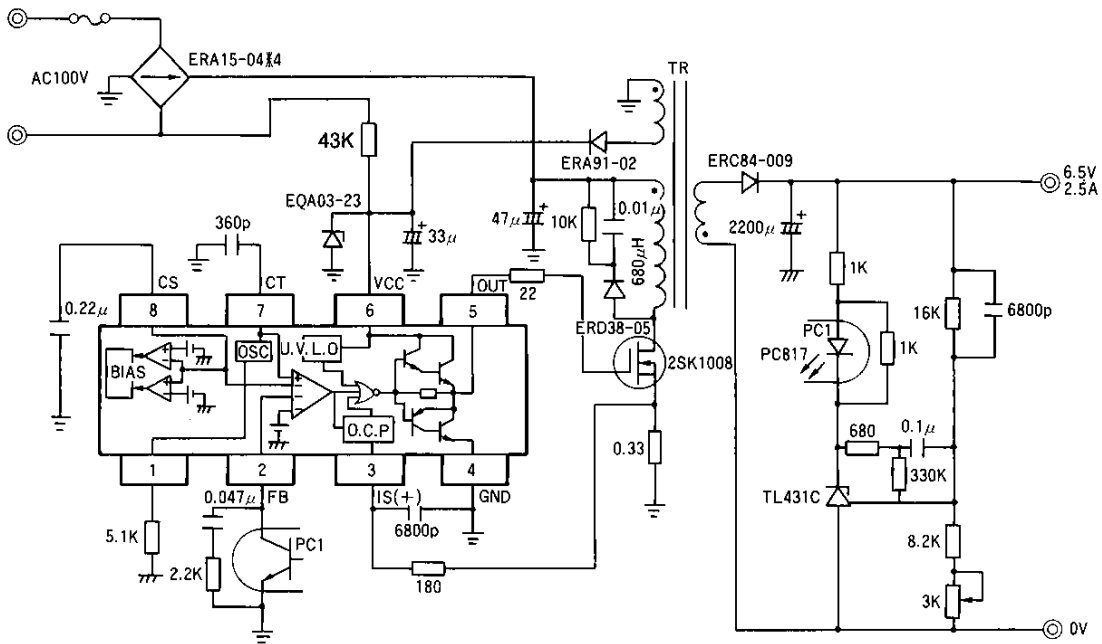 ERA15-04※4
TR
AC100V
43K
ERA91-02
ERC84-009
6.5V
2.5A
EQA03-23
360p
33μ
47μ
10K
0.01μ
680μH
2200μ
1K
CS
CT
VCC
OUT
22
0.22μ
8
7
6
5
ERD38-05
16K
6800p
PC1
PC817
1K
2SK1008
OSC
U.V.L.O
BIAS
O.C.P
0.33
680
0.1μ
330K
1
2
3
4
0.047μ
FB
IS(+)
6800p
GND
TL431C
5.1K
PC1
2.2K
180
8.2K
3K
0V